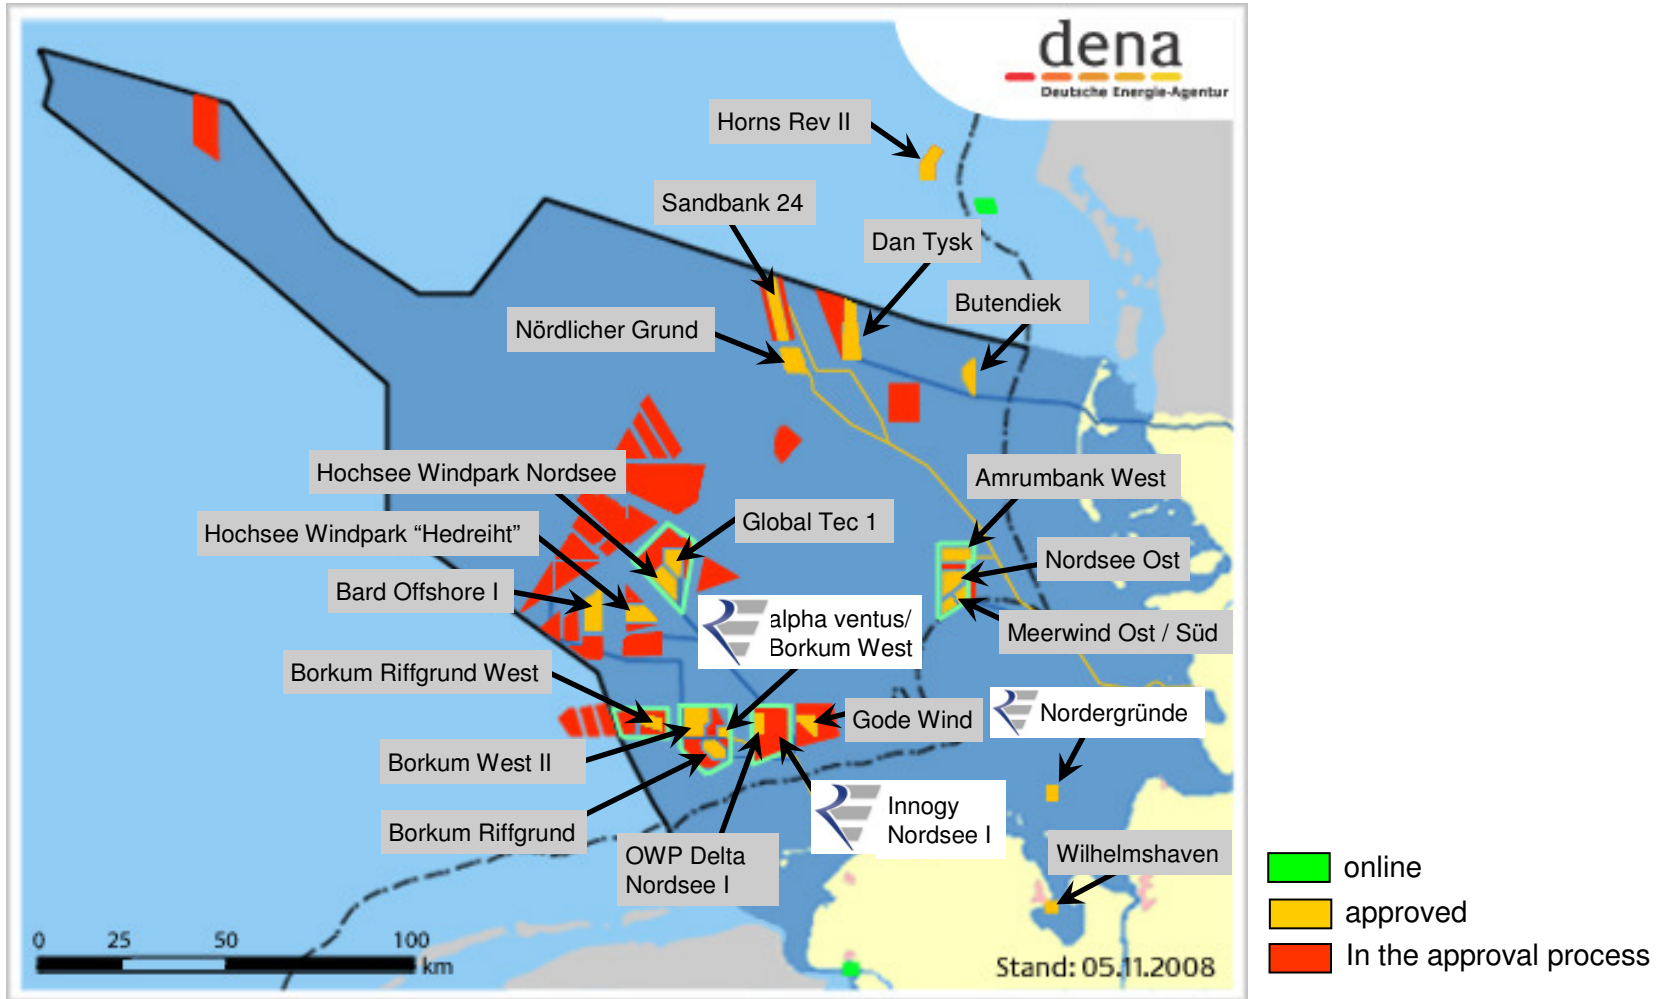 dena
Deutsche Energie-Agentur
Horns Rev II
Sandbank 24
Dan Tysk
Butendiek
Nördlicher Grund
Hochsee Windpark Nordsee
Amrumbank West
Global Tec 1
Hochsee Windpark “Hedreiht”
Nordsee Ost
Bard Offshore I
alpha ventus/
Borkum West
Meerwind Ost / Süd
Borkum Riffgrund West
Gode Wind
Nordergründe
Borkum West II
Innogy
Nordsee I
Borkum Riffgrund
OWP Delta
Nordsee I
Wilhelmshaven
online
approved
In the approval process
0 25 50 100
km
Stand: 05.11.2008